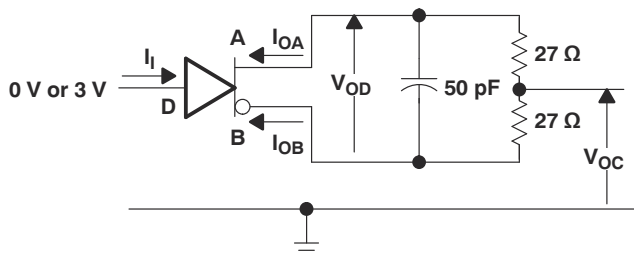 A
I_OA
I_I
27 Ω
0 V or 3 V
V_OD
50 pF
D
27 Ω
B
I_OB
V_OC